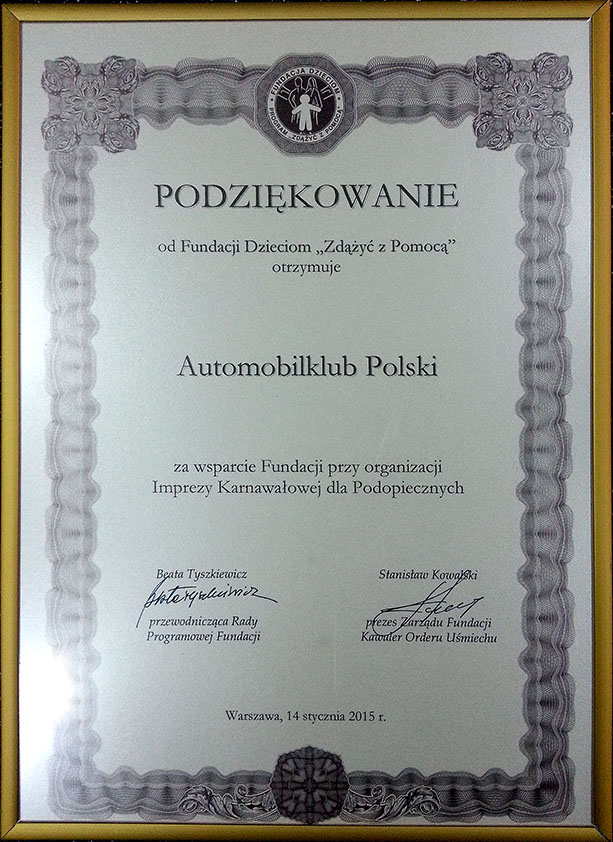 FUNDACJA DZIECIOM
PROGRAM „ZDĄŻYĆ Z POMOCĄ”
PODZIĘKOWANIE
od Fundacji Dzieciom „Zdążyć z Pomocą”
otrzymuje
Automobilklub Polski
za wsparcie Fundacji przy organizacji
Imprezy Karnawałowej dla Podopiecznych
Beata Tyszkiewicz
przewodnicząca Rady
Programowej Fundacji
Stanisław Kowalski
prezes Zarządu Fundacji
Kawaler Orderu Uśmiechu
Warszawa, 14 stycznia 2015 r.